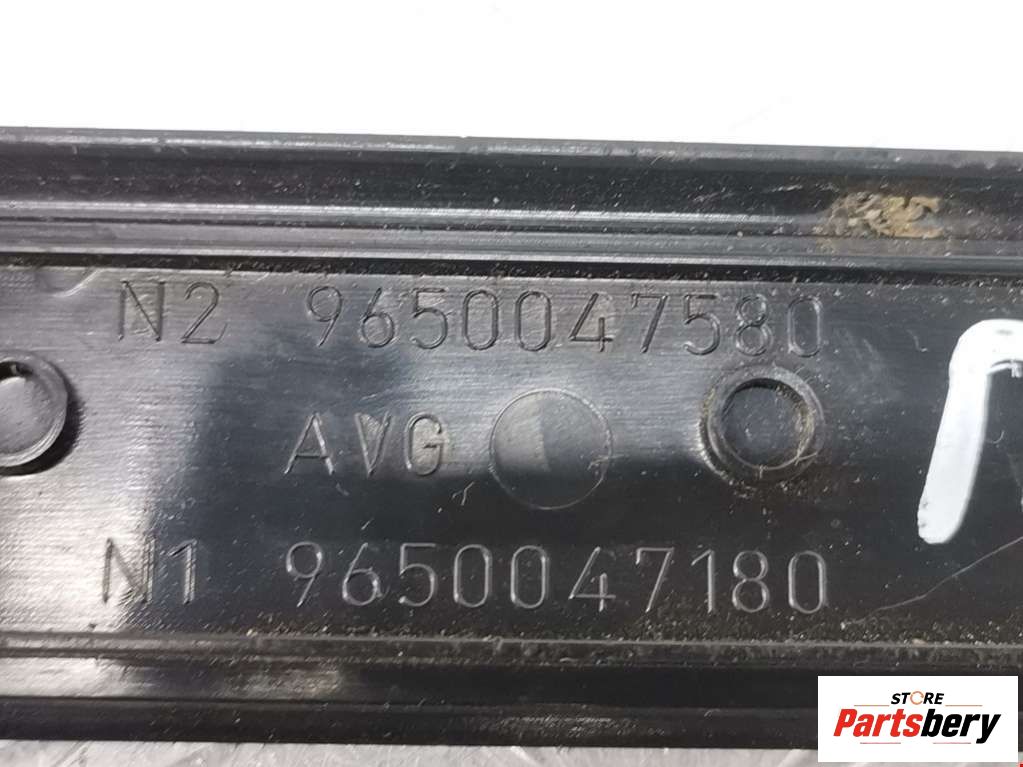 N2 9650047580
AVG
N1 9650047180
STORE
Partsbery